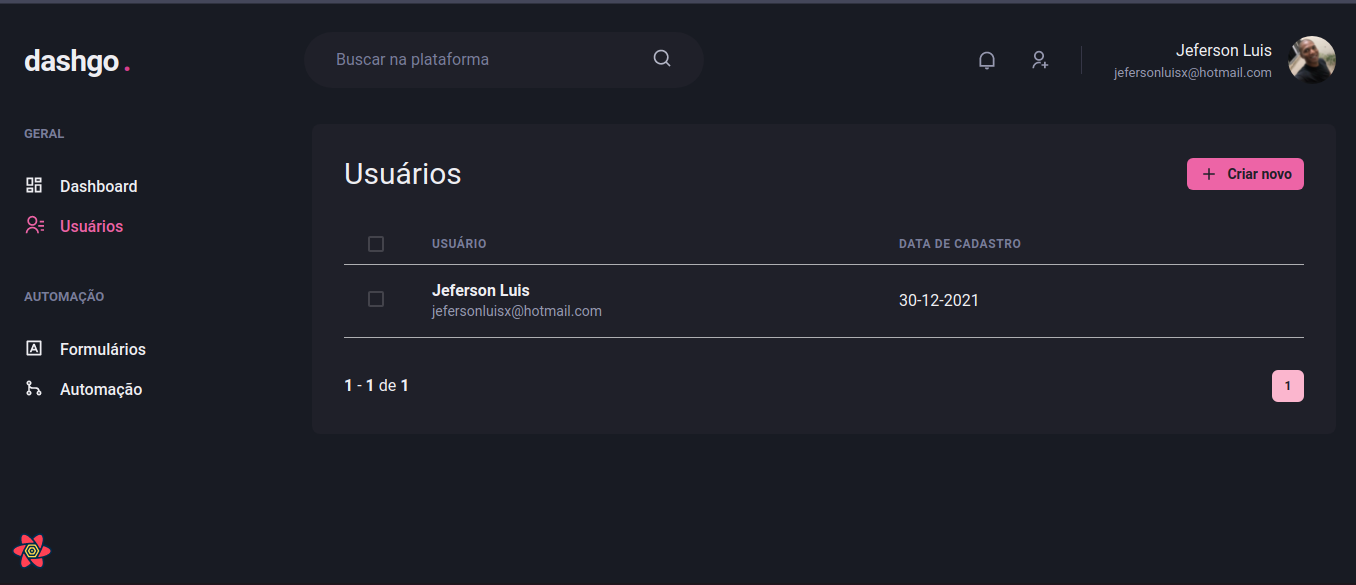 dashgo.
Buscar na plataforma
Jeferson Luis
jefersonluisx@hotmail.com
GERAL
Dashboard
Usuários
AUTOMAÇÃO
Formulários
Automação
Usuários
+ Criar novo
USUÁRIO DATA DE CADASTRO
Jeferson Luis
jefersonluisx@hotmail.com
30-12-2021
1 - 1 de 1
1